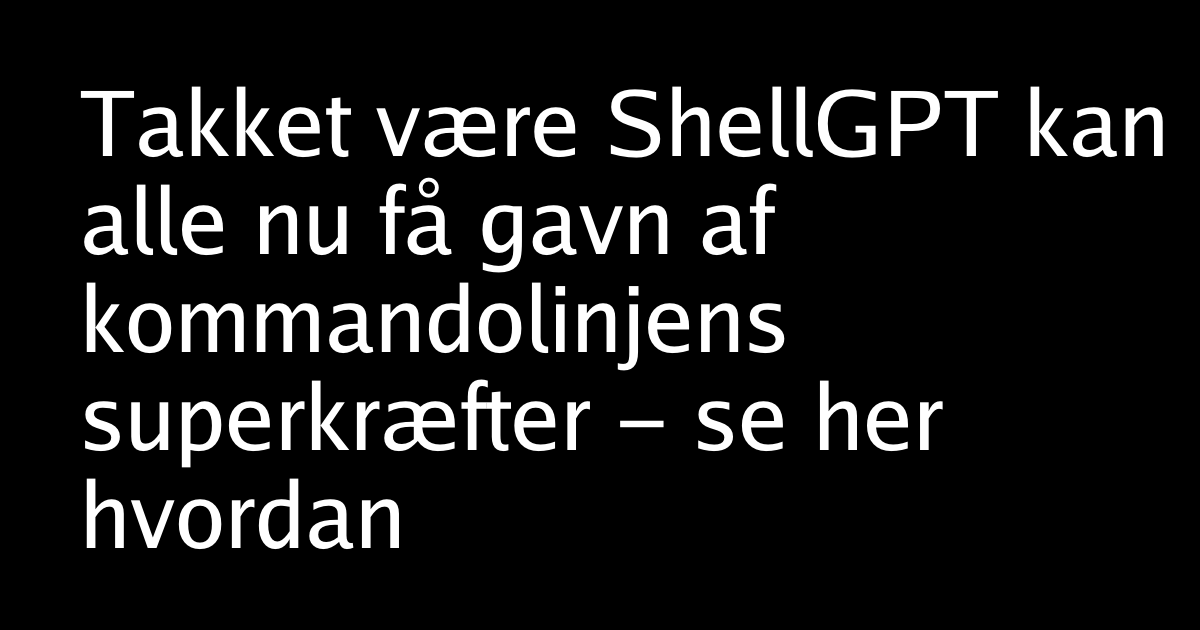 Takket være ShellGPT kan
alle nu få gavn af
kommandolinjens
superkræfter – se her
hvordan